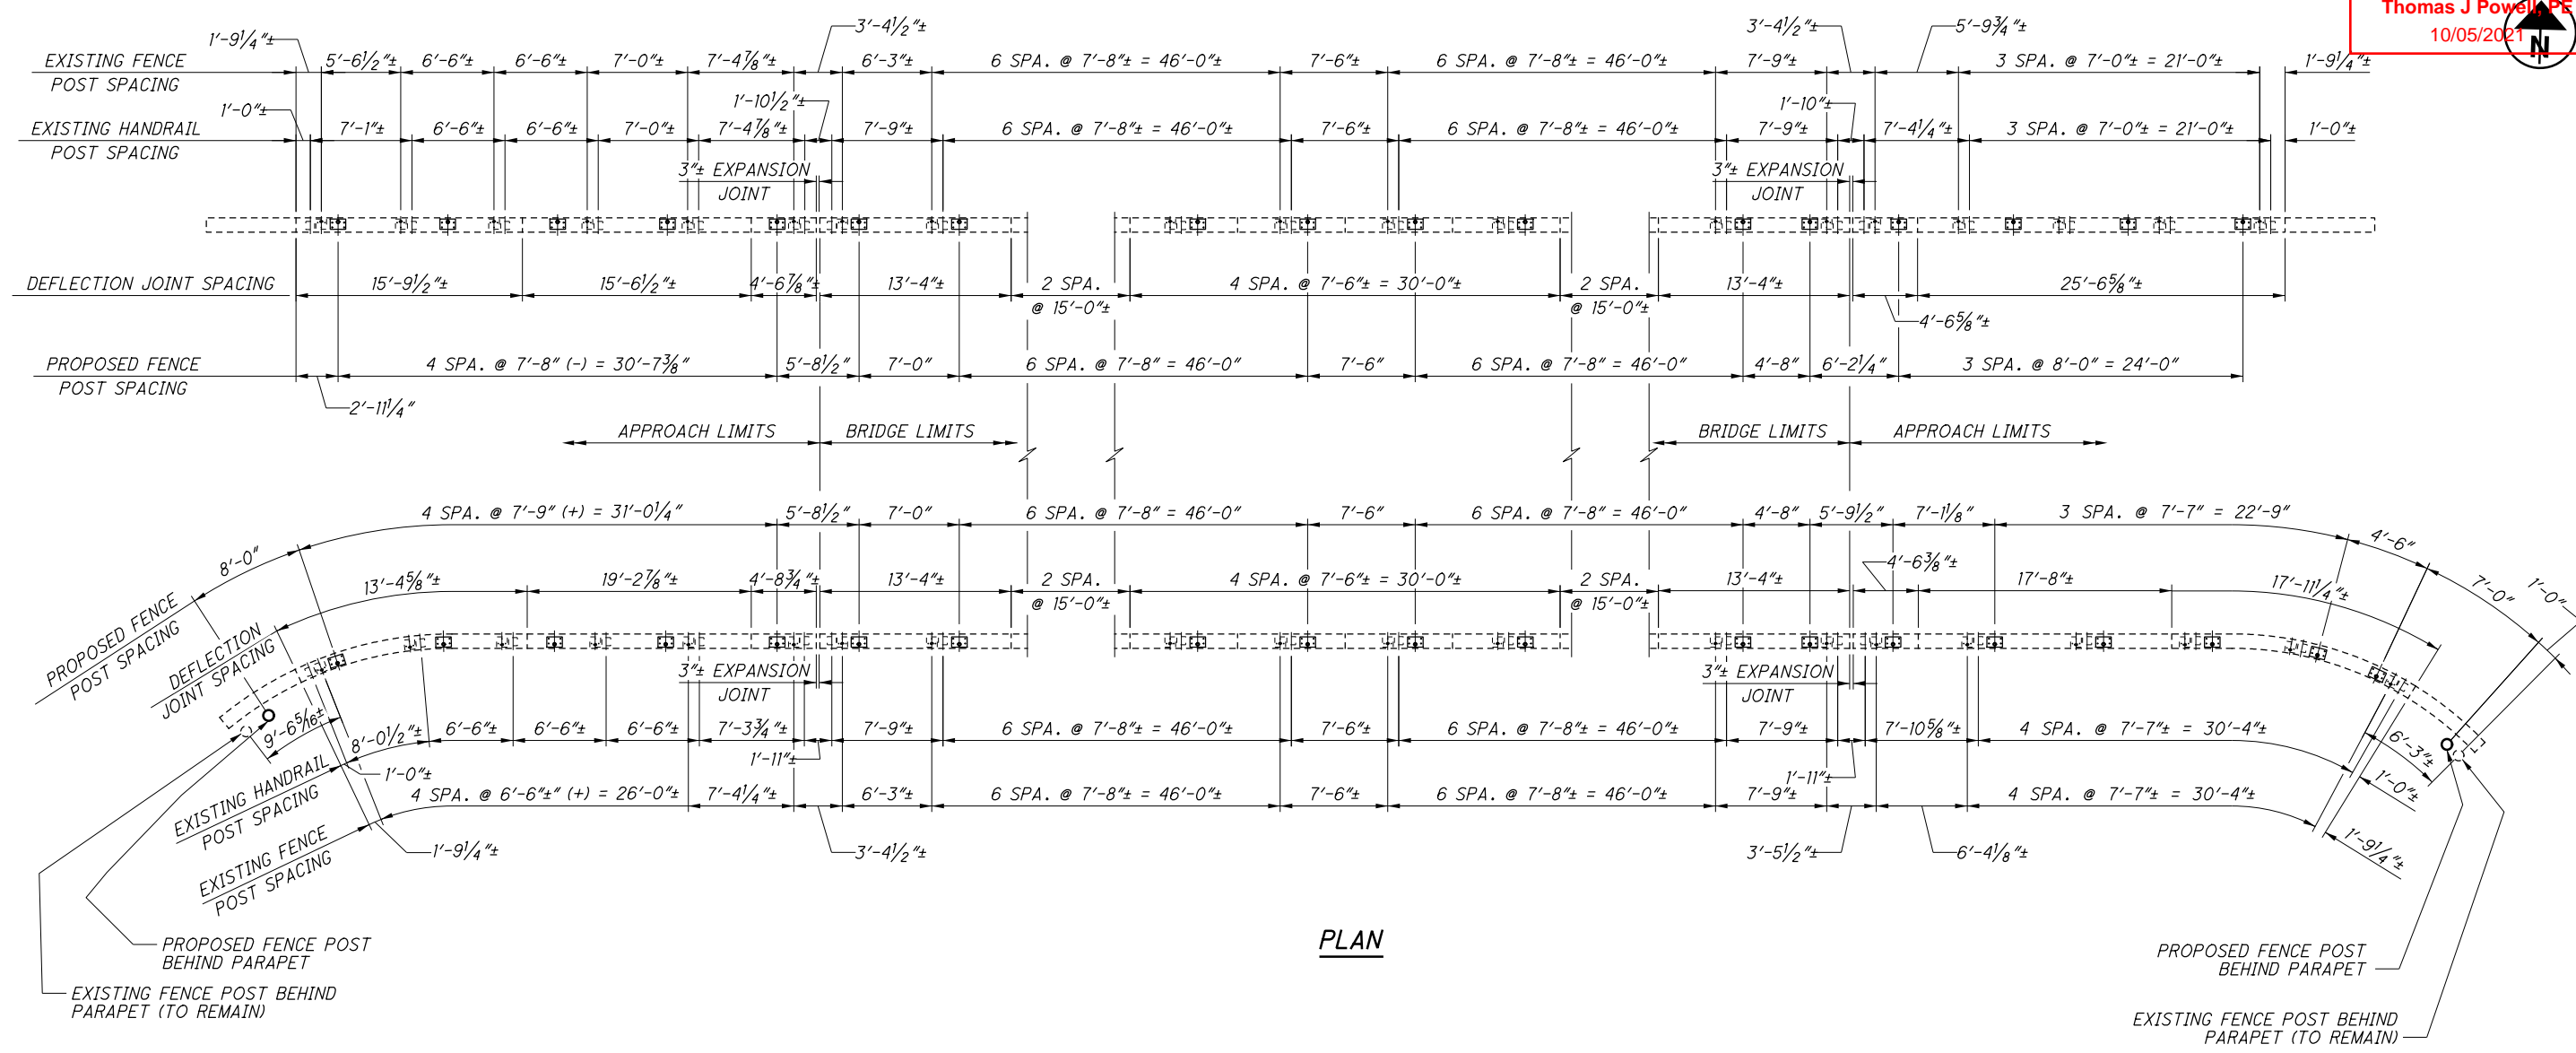 Thomas J Powell, PE
10/05/2021
N
1'-9¼"± 3'-4½"± 3'-4½"± 5'-9¾"±
EXISTING FENCE POST SPACING 5'-6½"± 6'-6"± 6'-6"± 7'-0"± 7'-4⅞"± 6'-3"± 6 SPA. @ 7'-8"± = 46'-0"± 7'-6"± 6 SPA. @ 7'-8"± = 46'-0"± 7'-9"± 3 SPA. @ 7'-0"± = 21'-0"± 1'-9¼"±
1'-0"± 1'-10½"± 1'-10"±
EXISTING HANDRAIL POST SPACING 7'-1"± 6'-6"± 6'-6"± 7'-0"± 7'-4⅞"± 7'-9"± 6 SPA. @ 7'-8"± = 46'-0"± 7'-6"± 6 SPA. @ 7'-8"± = 46'-0"± 7'-9"± 7'-4¼"± 3 SPA. @ 7'-0"± = 21'-0"± 1'-0"±
3"± EXPANSION JOINT 3"± EXPANSION JOINT
DEFLECTION JOINT SPACING 15'-9½"± 15'-6½"± 4'-6⅞"± 13'-4"± 2 SPA. @ 15'-0"± 4 SPA. @ 7'-6"± = 30'-0"± 2 SPA. @ 15'-0"± 13'-4"± 25'-6⅝"±
4'-6⅝"±
PROPOSED FENCE POST SPACING 4 SPA. @ 7'-8" (-) = 30'-7⅜" 5'-8½" 7'-0" 6 SPA. @ 7'-8" = 46'-0" 7'-6" 6 SPA. @ 7'-8" = 46'-0" 4'-8" 6'-2¼" 3 SPA. @ 8'-0" = 24'-0"
2'-11¼"
APPROACH LIMITS BRIDGE LIMITS BRIDGE LIMITS APPROACH LIMITS
PROPOSED FENCE POST SPACING 8'-0" 4 SPA. @ 7'-9" (+) = 31'-0¼" 5'-8½" 7'-0" 6 SPA. @ 7'-8" = 46'-0" 7'-6" 6 SPA. @ 7'-8" = 46'-0" 4'-8" 5'-9½" 7'-1⅛" 3 SPA. @ 7'-7" = 22'-9" 4'-6" 7'-0" 1'-0"
DEFLECTION JOINT SPACING 13'-4⅝"± 19'-2⅞"± 4'-8¾"± 13'-4"± 2 SPA. @ 15'-0"± 4 SPA. @ 7'-6"± = 30'-0"± 2 SPA. @ 15'-0"± 13'-4"± 4'-6⅜"± 17'-8"± 17'-11¼"±
3"± EXPANSION JOINT 3"± EXPANSION JOINT
EXISTING HANDRAIL POST SPACING 9'-6 5/16"± 1'-0"± 8'-0½"± 6'-6"± 6'-6"± 6'-6"± 7'-3¾"± 1'-11"± 7'-9"± 6 SPA. @ 7'-8"± = 46'-0"± 7'-6"± 6 SPA. @ 7'-8"± = 46'-0"± 7'-9"± 1'-11"± 7'-10⅝"± 4 SPA. @ 7'-7"± = 30'-4"± 6'-3"± 1'-0"±
EXISTING FENCE POST SPACING 1'-9¼"± 4 SPA. @ 6'-6"±" (+) = 26'-0"± 7'-4¼"± 3'-4½"± 6'-3"± 6 SPA. @ 7'-8"± = 46'-0"± 7'-6"± 6 SPA. @ 7'-8"± = 46'-0"± 7'-9"± 3'-5½"± 6'-4⅛"± 4 SPA. @ 7'-7"± = 30'-4"± 1'-9¼"±
PROPOSED FENCE POST
BEHIND PARAPET
EXISTING FENCE POST BEHIND
PARAPET (TO REMAIN)
PLAN
PROPOSED FENCE POST
BEHIND PARAPET
EXISTING FENCE POST BEHIND
PARAPET (TO REMAIN)